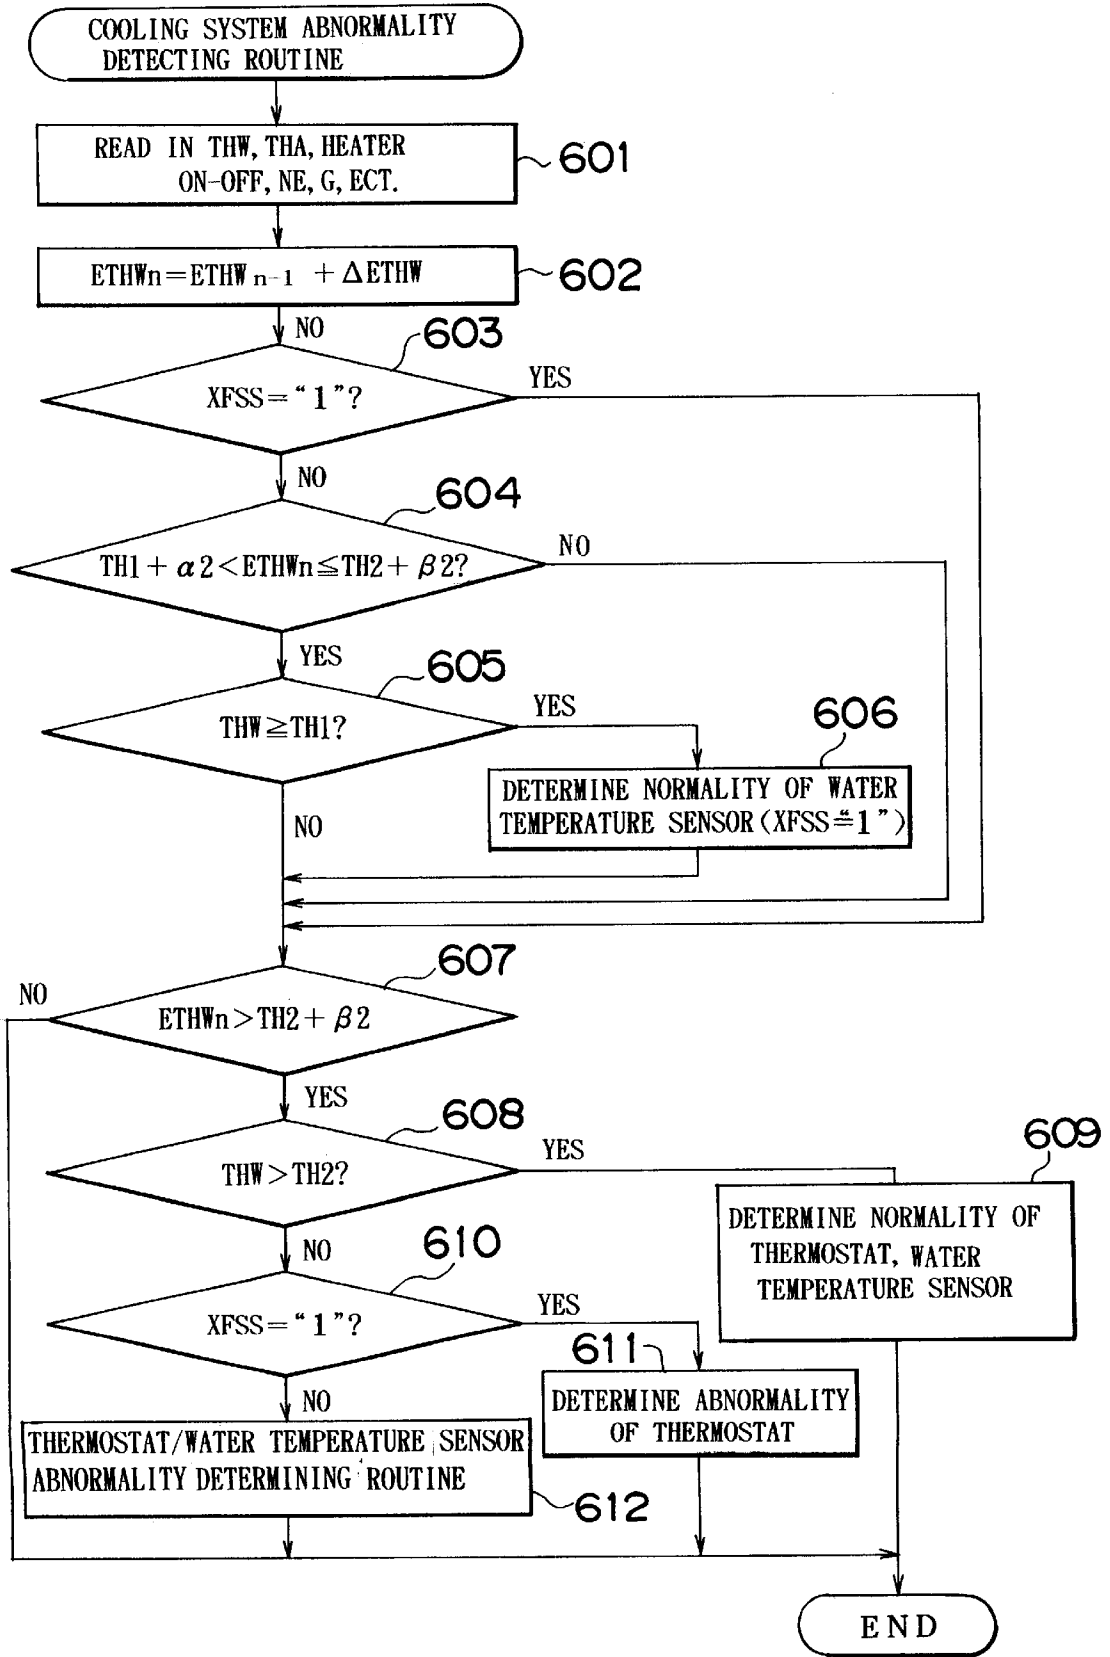 COOLING SYSTEM ABNORMALITY
DETECTING ROUTINE
READ IN THW, THA, HEATER
ON-OFF, NE, G, ECT.
601
ETHWn=ETHW n-1 + ΔETHW
602
NO
603
XFSS="1"?
YES
NO
604
TH1+α2<ETHWn≦TH2+β2?
NO
YES
605
THW≧TH1?
YES
606
DETERMINE NORMALITY OF WATER
TEMPERATURE SENSOR(XFSS="1")
NO
607
NO
ETHWn>TH2+β2
YES
608
THW>TH2?
YES
609
DETERMINE NORMALITY OF
THERMOSTAT, WATER
TEMPERATURE SENSOR
NO
610
XFSS="1"?
YES
611
DETERMINE ABNORMALITY
OF THERMOSTAT
NO
THERMOSTAT/WATER TEMPERATURE SENSOR
ABNORMALITY DETERMINING ROUTINE
612
END